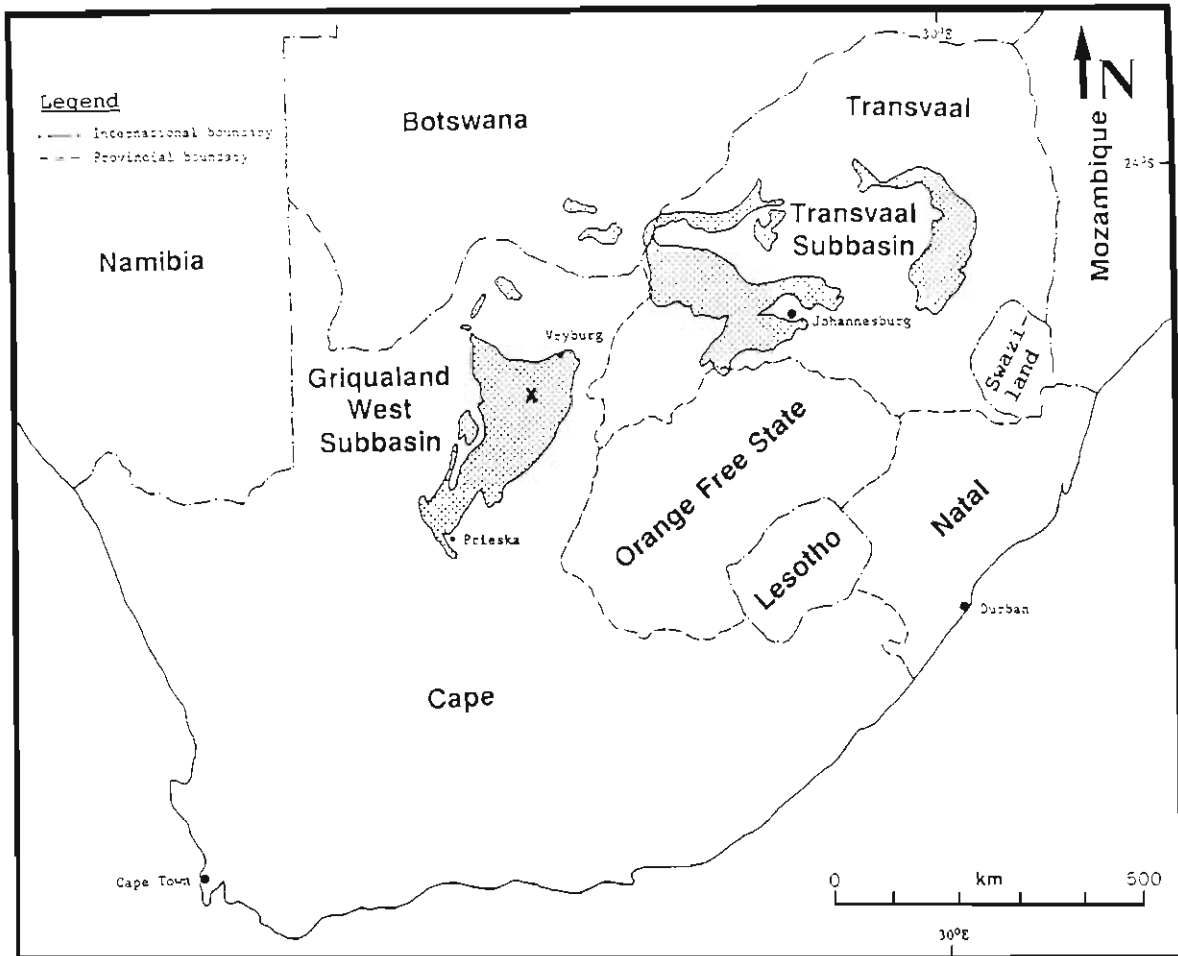 30°E
N
Legend
International boundary
Provincial boundary
Botswana
Transvaal
Mozambique
24°S
Namibia
Transvaal
Subbasin
Johannesburg
Vryburg
Swazi-
land
Griqualand
West
Subbasin
X
Orange Free State
Natal
Prieska
Lesotho
Durban
Cape
Cape Town
0 km 500
30°E